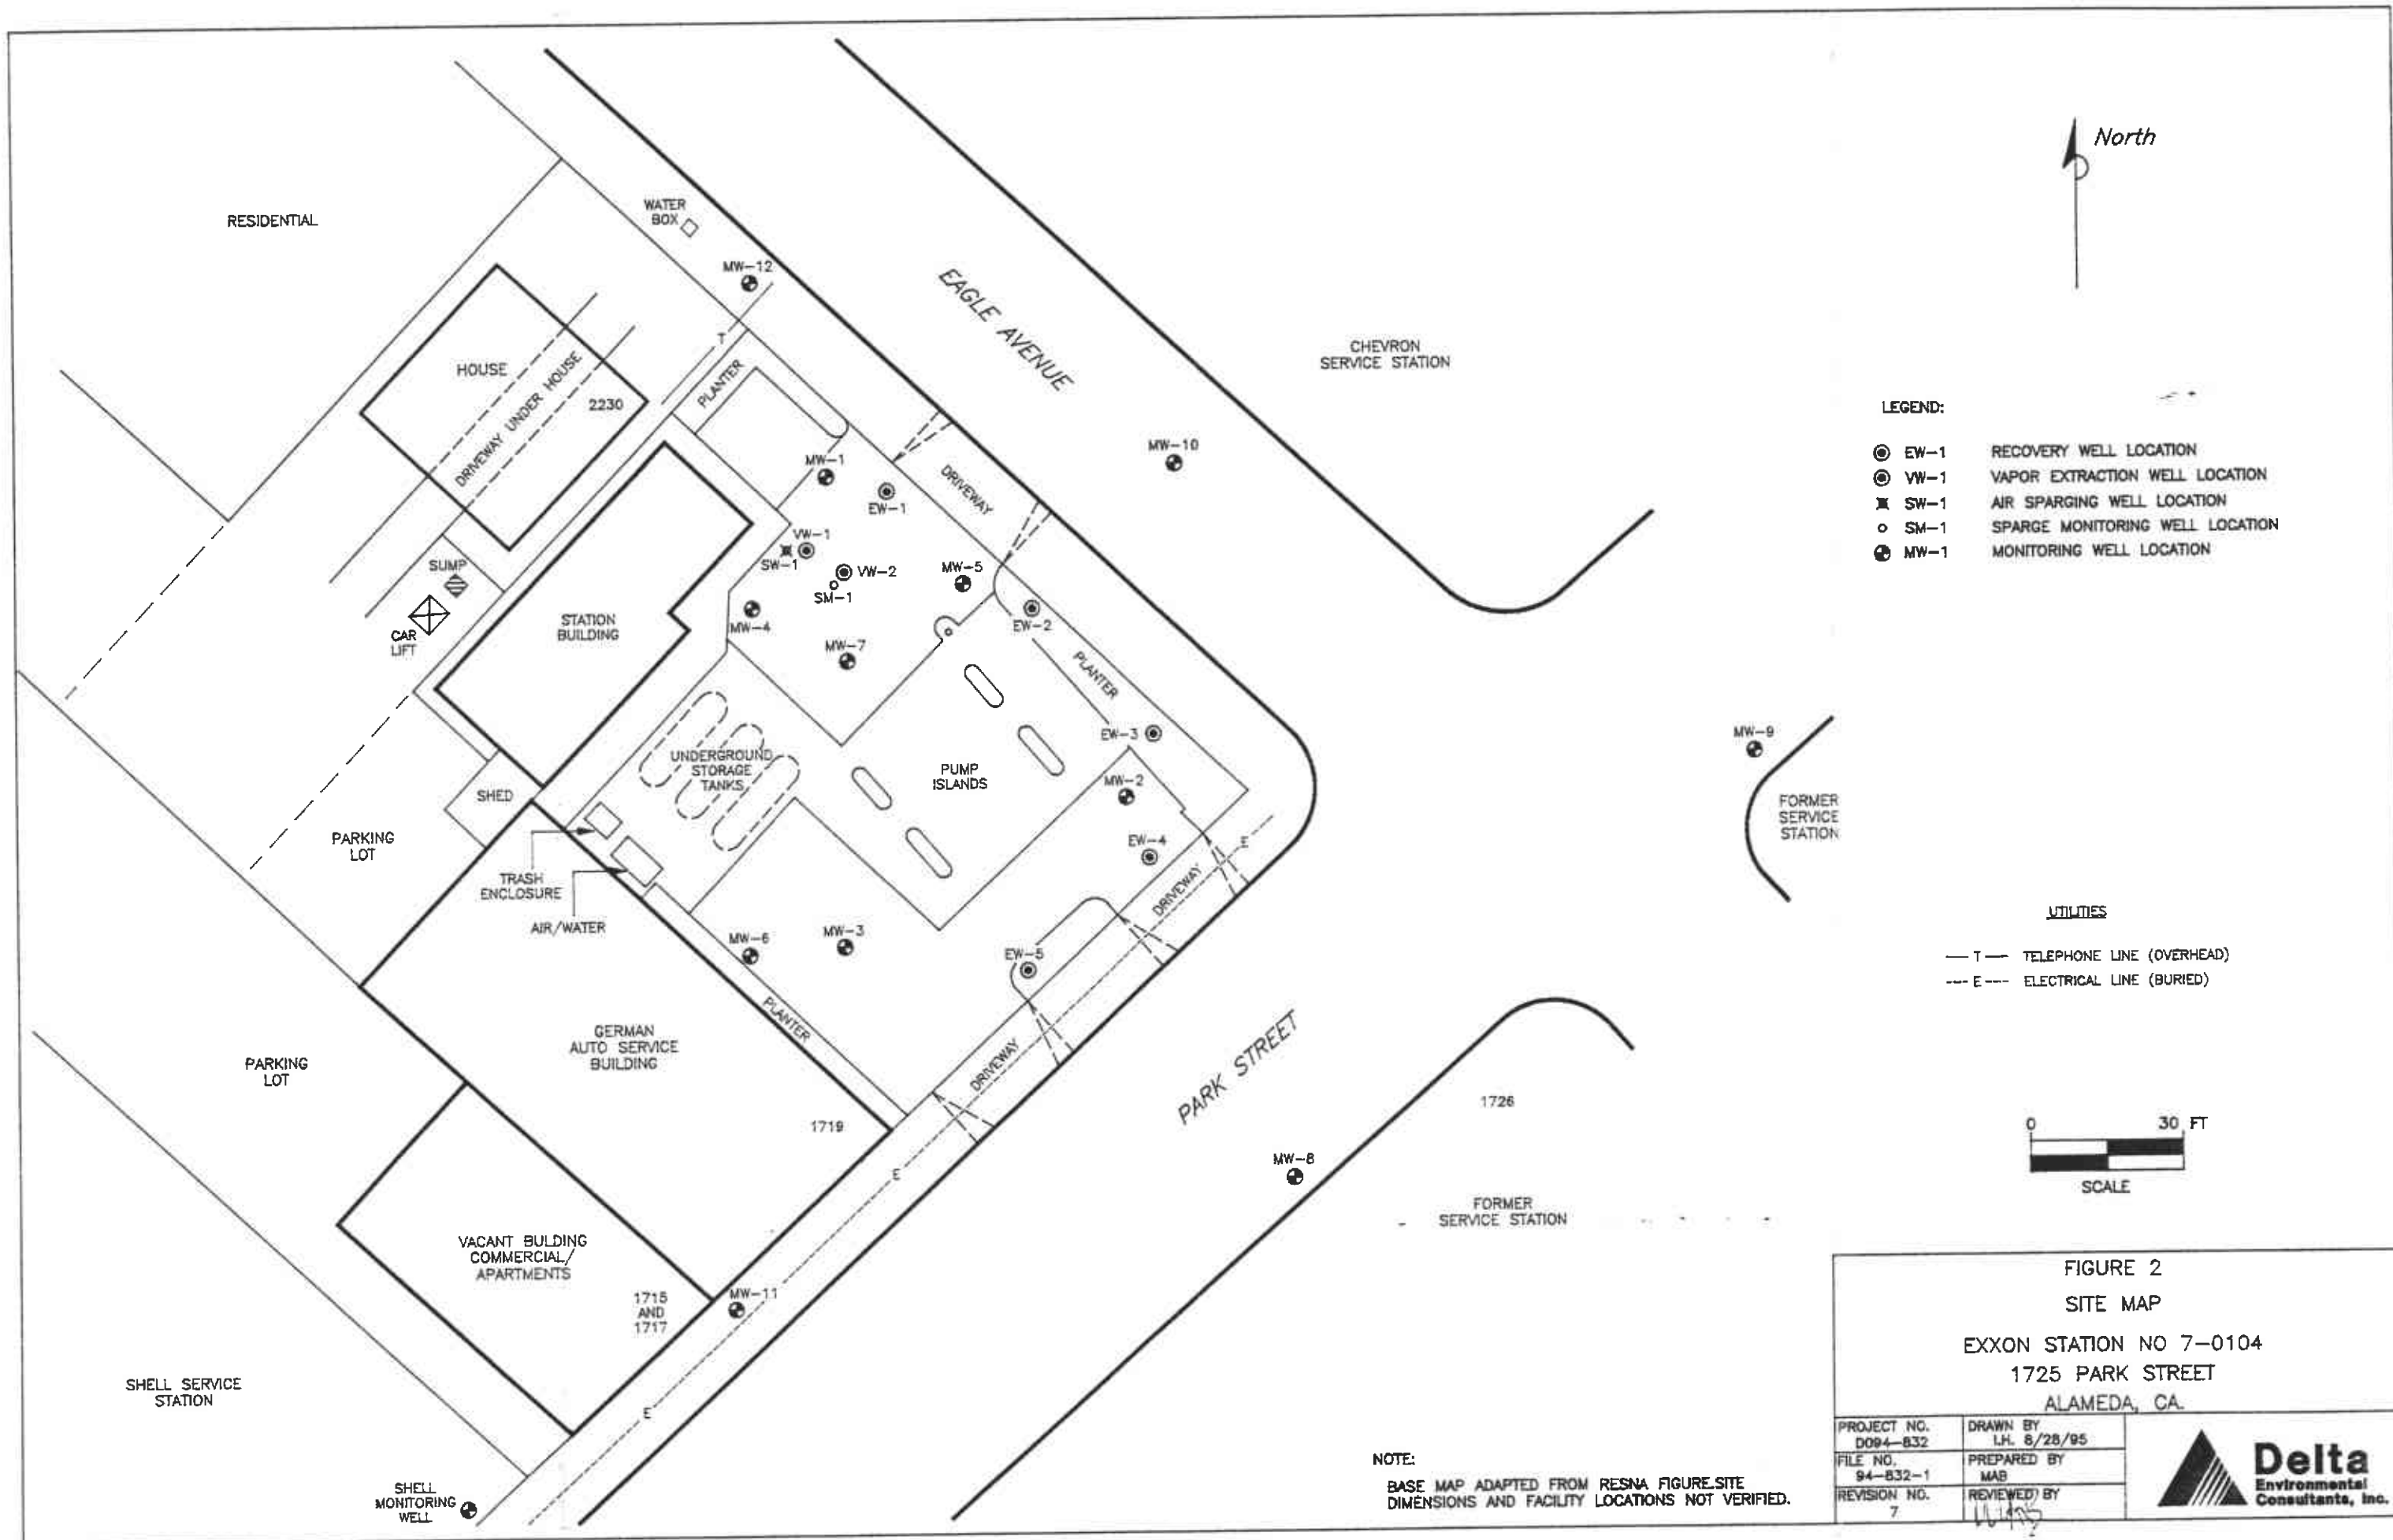 North
RESIDENTIAL
WATER
BOX
MW-12
EAGLE AVENUE
CHEVRON
SERVICE STATION
T
PLANTER
HOUSE
2230
DRIVEWAY UNDER HOUSE
MW-1
EW-1
DRIVEWAY
MW-10
LEGEND:
EW-1 RECOVERY WELL LOCATION
VW-1 VAPOR EXTRACTION WELL LOCATION
SW-1 AIR SPARGING WELL LOCATION
SM-1 SPARGE MONITORING WELL LOCATION
MW-1 MONITORING WELL LOCATION
VW-1
SW-1
VW-2
SM-1
MW-5
SUMP
CAR
LIFT
STATION
BUILDING
MW-4
MW-7
EW-2
PLANTER
EW-3
MW-2
MW-9
UNDERGROUND
STORAGE
TANKS
PUMP
ISLANDS
SHED
FORMER
SERVICE
STATION
PARKING
LOT
TRASH
ENCLOSURE
AIR/WATER
EW-4
E
DRIVEWAY
MW-6
MW-3
EW-5
UTILITIES
— T — TELEPHONE LINE (OVERHEAD)
--- E --- ELECTRICAL LINE (BURIED)
PLANTER
GERMAN
AUTO SERVICE
BUILDING
DRIVEWAY
PARK STREET
PARKING
LOT
1719
1726
E
MW-8
FORMER
SERVICE STATION
0 30 FT
SCALE
VACANT BULDING
COMMERCIAL/
APARTMENTS
1715
AND
1717
MW-11
SHELL SERVICE
STATION
E
SHELL
MONITORING
WELL
NOTE:
BASE MAP ADAPTED FROM RESNA FIGURE.SITE
DIMENSIONS AND FACILITY LOCATIONS NOT VERIFIED.
FIGURE 2
SITE MAP
EXXON STATION NO 7-0104
1725 PARK STREET
ALAMEDA, CA.
PROJECT NO.
D094-832
DRAWN BY
LH. 8/28/95
FILE NO.
94-832-1
PREPARED BY
MAB
REVISION NO.
7
REVIEWED BY
Delta
Environmental
Consultants, Inc.